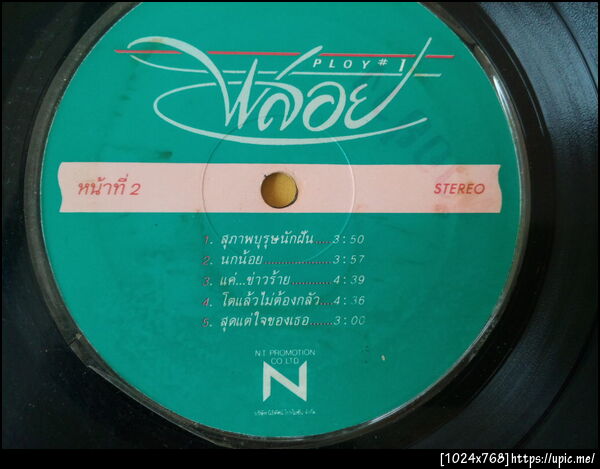 PLOY #1
พลอย
หน้าที่ 2
STEREO
1. สุภาพบุรุษนักฝัน......3:50
2. นกน้อย...................3:57
3. แค่...ข่าวร้าย...........4:39
4. โตแล้วไม่ต้องกลัว....4:36
5. สุดแต่ใจของเธอ.......3:00
N.T PROMOTION
CO LTD
N
[1024x768]https://upic.me/